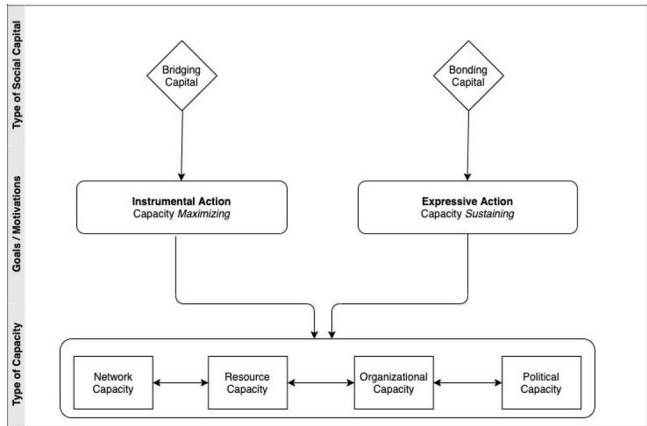 Type of Social Capital
Bridging
Capital
Bonding
Capital
Goals / Motivations
Instrumental Action
Capacity Maximizing
Expressive Action
Capacity Sustaining
Type of Capacity
Network
Capacity
Resource
Capacity
Organizational
Capacity
Political
Capacity